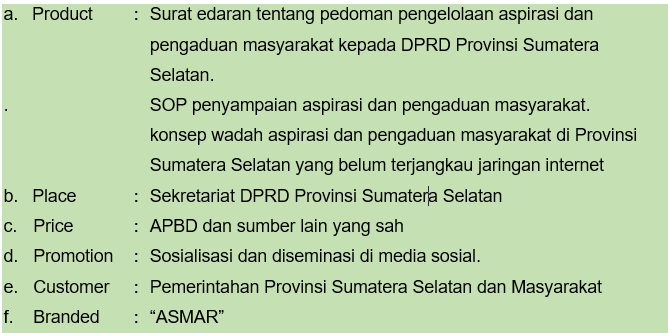 a. Product : Surat edaran tentang pedoman pengelolaan aspirasi dan
pengaduan masyarakat kepada DPRD Provinsi Sumatera
Selatan.
. SOP penyampaian aspirasi dan pengaduan masyarakat.
konsep wadah aspirasi dan pengaduan masyarakat di Provinsi
Sumatera Selatan yang belum terjangkau jaringan internet
b. Place : Sekretariat DPRD Provinsi Sumatera Selatan
c. Price : APBD dan sumber lain yang sah
d. Promotion : Sosialisasi dan diseminasi di media sosial.
e. Customer : Pemerintahan Provinsi Sumatera Selatan dan Masyarakat
f. Branded : “ASMAR”